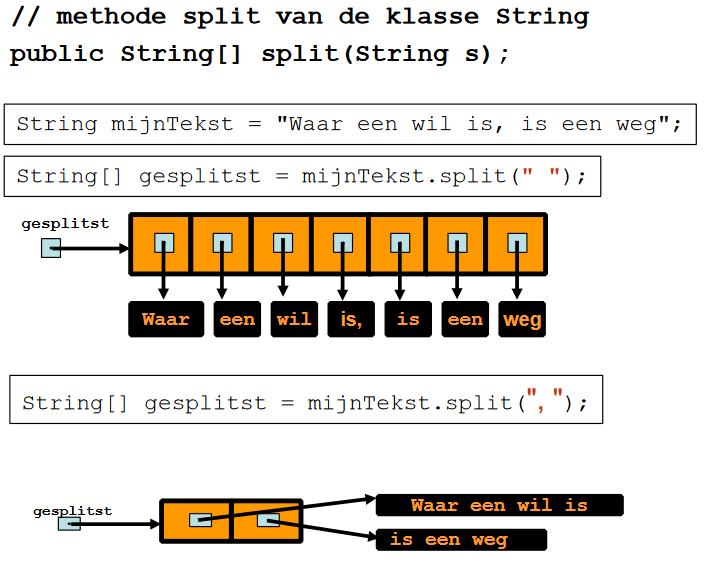 // methode split van de klasse String
public String[] split(String s);
String mijnTekst = "Waar een wil is, is een weg";
String[] gesplitst = mijnTekst.split(" ");
gesplitst
Waar een wil is, is een weg
String[] gesplitst = mijnTekst.split(", ");
gesplitst
Waar een wil is
is een weg